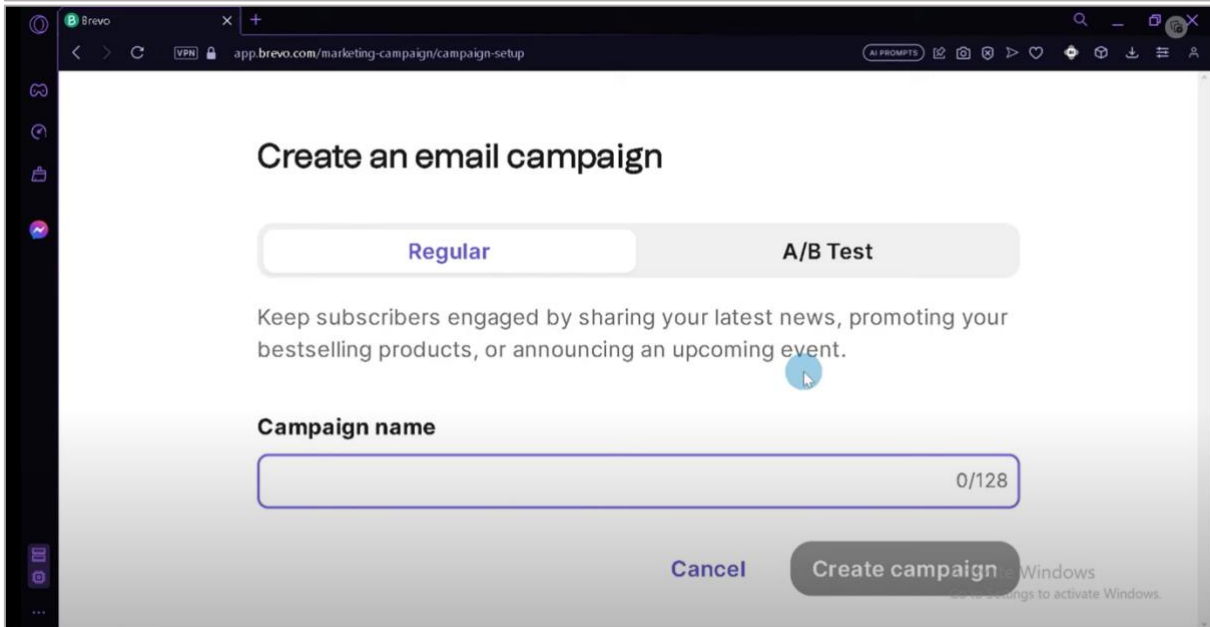 Brevo
VPN
app.brevo.com/marketing-campaign/campaign-setup
AI PROMPTS
Create an email campaign
Regular
A/B Test
Keep subscribers engaged by sharing your latest news, promoting your
bestselling products, or announcing an upcoming event.
Campaign name
0/128
Cancel
Create campaign
Windows
to activate Windows.